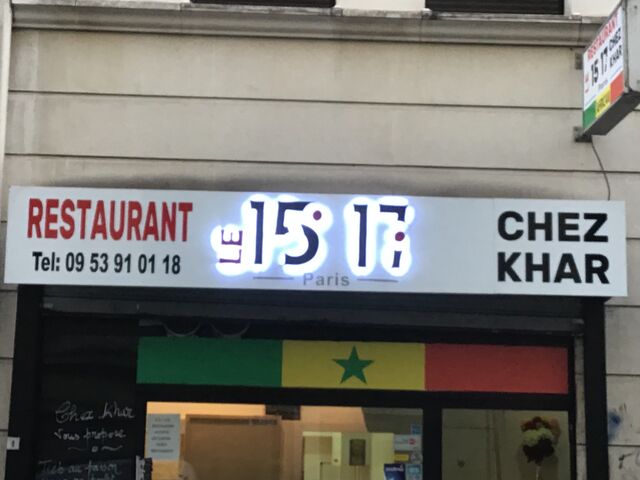 RESTAURANT
Tel: 09 53 91 01 18
LE 15 17
Paris
CHEZ
KHAR
RESTAURANT
15 17 CHEZ
KHAR
Chez khar
vous propose